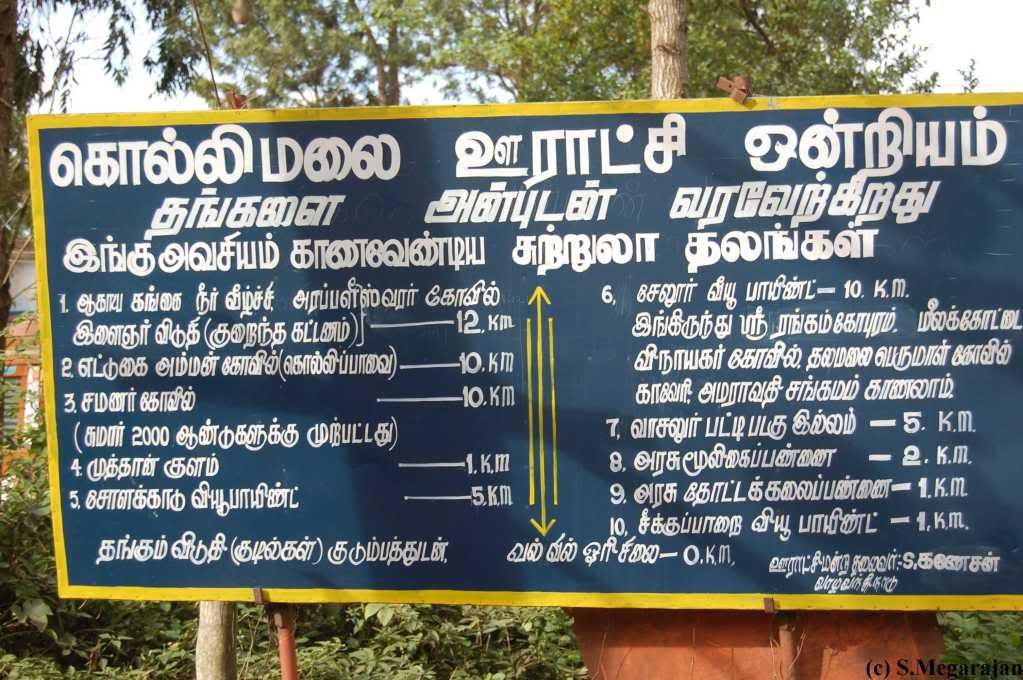 கொல்லிமலை ஊராட்சி ஒன்றியம்
தங்களை அன்புடன் வரவேற்கிறது
இங்கு அவசியம் காணவேண்டிய சுற்றுலா தலங்கள்
1. ஆகாய கங்கை நீர் வீழ்ச்சி, அரப்பளீஸ்வரர் கோவில்
இளைஞர் விடுதி (குறைந்த கட்டணம்) 12. Km
2. எட்டுகை அம்மன் கோவில் (கொல்லிப்பாவை) 10. K.m
3. சமணர் கோவில் 10. K.m
(சுமார் 2000 ஆண்டுகளுக்கு முற்பட்டது)
4. முத்தான் குளம் 1. K.M
5. சோளக்காடு வியூபாயிண்ட் 5. K.M
தங்கும் விடுதி (குடில்கள்) குடும்பத்துடன்,
6, சேலூர் வியூ பாயிண்ட் - 10. K.m.
இங்கிருந்து ஸ்ரீ ரங்கம்கோபுரம், மீலக்கோட்டை
விநாயகர் கோவில், தலமலை பெருமாள் கோவில்
காவேரி, அமராவதி சங்கமம் காணலாம்.
7, வாசலூர் பட்டி படகு இல்லம் - 5. K.m.
8. அரசு மூலிகைப்பண்ணை - 2. K.m.
9. அரசு தோட்டக்கலைப்பண்ணை - 1. K.m.
10, சீக்குப்பாறை வியூ பாயிண்ட் - 1. K.m.
வல்வில் ஓரி சிலை - 0. K.m.
ஊராட்சி மன்ற தலைவர் :- S. கணேசன்
வாழவந்திநாடு
(c) S.Megarajan